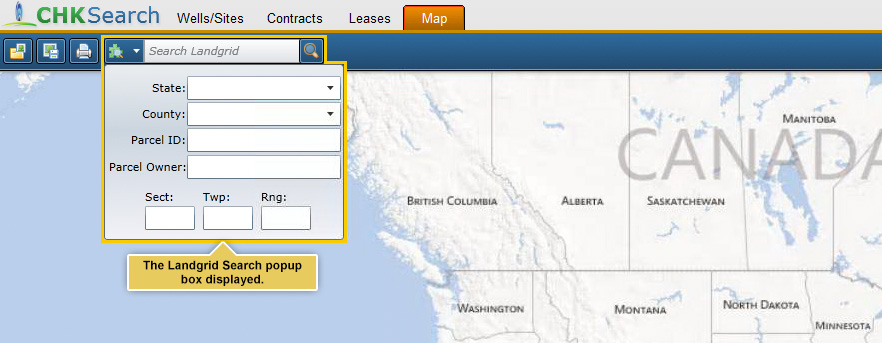 CHKSearch Wells/Sites Contracts Leases Map
Search Landgrid
State:
County:
Parcel ID:
Parcel Owner:
Sect: Twp: Rng:
The Landgrid Search popup
box displayed.
CANADA
MANITOBA
BRITISH COLUMBIA ALBERTA SASKATCHEWAN
WASHINGTON MONTANA NORTH DAKOTA
MINNESOTA